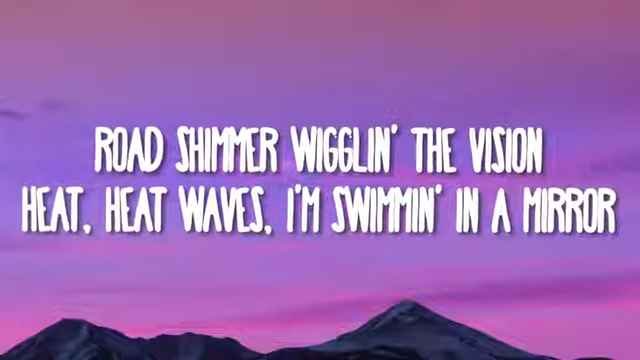 ROAD SHIMMER WIGGLIN' THE VISION
HEAT, HEAT WAVES, I'M SWIMMIN' IN A MIRROR